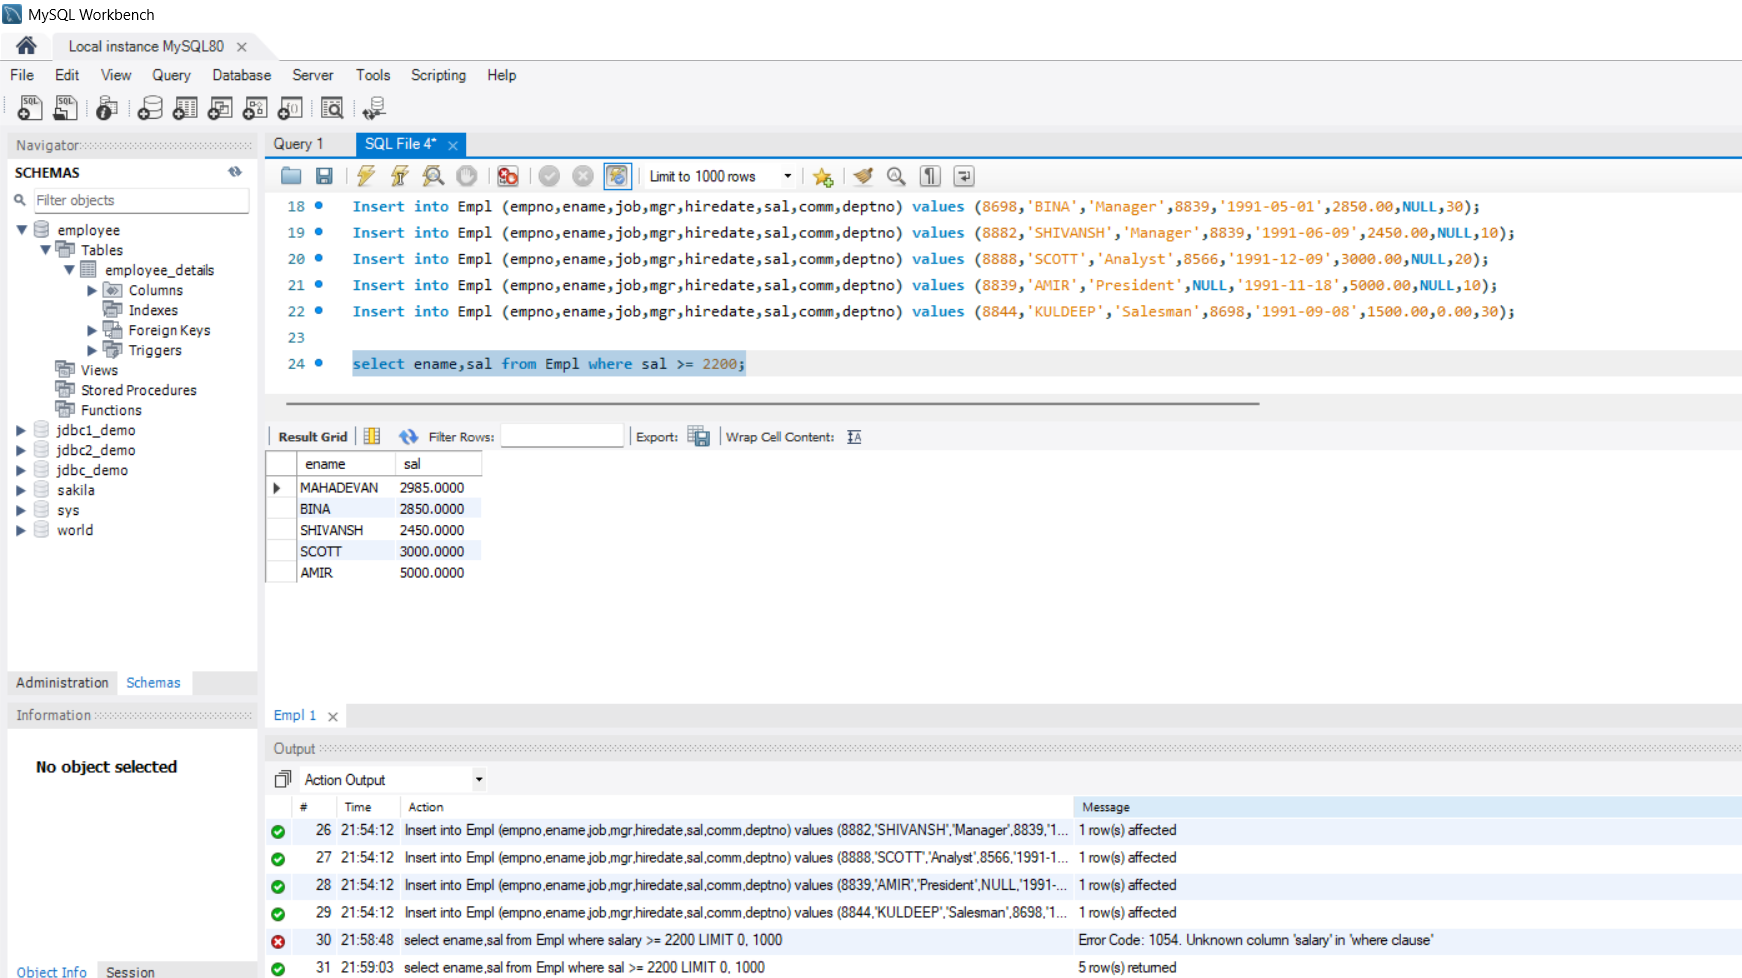 MySQL Workbench
Local instance MySQL80
File Edit View Query Database Server Tools Scripting Help
Navigator
SCHEMAS
Filter objects
employee
Tables
employee_details
Columns
Indexes
Foreign Keys
Triggers
Views
Stored Procedures
Functions
jdbc1_demo
jdbc2_demo
jdbc_demo
sakila
sys
world
Administration Schemas
Information
No object selected
Object Info Session
Query 1 SQL File 4*
Limit to 1000 rows
18 Insert into Empl (empno,ename,job,mgr,hiredate,sal,comm,deptno) values (8698,'BINA','Manager',8839,'1991-05-01',2850.00,NULL,30);
19 Insert into Empl (empno,ename,job,mgr,hiredate,sal,comm,deptno) values (8882,'SHIVANSH','Manager',8839,'1991-06-09',2450.00,NULL,10);
20 Insert into Empl (empno,ename,job,mgr,hiredate,sal,comm,deptno) values (8888,'SCOTT','Analyst',8566,'1991-12-09',3000.00,NULL,20);
21 Insert into Empl (empno,ename,job,mgr,hiredate,sal,comm,deptno) values (8839,'AMIR','President',NULL,'1991-11-18',5000.00,NULL,10);
22 Insert into Empl (empno,ename,job,mgr,hiredate,sal,comm,deptno) values (8844,'KULDEEP','Salesman',8698,'1991-09-08',1500.00,0.00,30);
23
24 select ename,sal from Empl where sal >= 2200;
Result Grid Filter Rows: Export: Wrap Cell Content:
ename sal
MAHADEVAN 2985.0000
BINA 2850.0000
SHIVANSH 2450.0000
SCOTT 3000.0000
AMIR 5000.0000
Empl 1
Output
Action Output
# Time Action Message
26 21:54:12 Insert into Empl (empno,ename,job,mgr,hiredate,sal,comm,deptno) values (8882,'SHIVANSH','Manager',8839,'1... 1 row(s) affected
27 21:54:12 Insert into Empl (empno,ename,job,mgr,hiredate,sal,comm,deptno) values (8888,'SCOTT','Analyst',8566,'1991-1... 1 row(s) affected
28 21:54:12 Insert into Empl (empno,ename,job,mgr,hiredate,sal,comm,deptno) values (8839,'AMIR','President',NULL,'1991-... 1 row(s) affected
29 21:54:12 Insert into Empl (empno,ename,job,mgr,hiredate,sal,comm,deptno) values (8844,'KULDEEP','Salesman',8698,'1... 1 row(s) affected
30 21:58:48 select ename,sal from Empl where salary >= 2200 LIMIT 0, 1000 Error Code: 1054. Unknown column 'salary' in 'where clause'
31 21:59:03 select ename,sal from Empl where sal >= 2200 LIMIT 0, 1000 5 row(s) returned